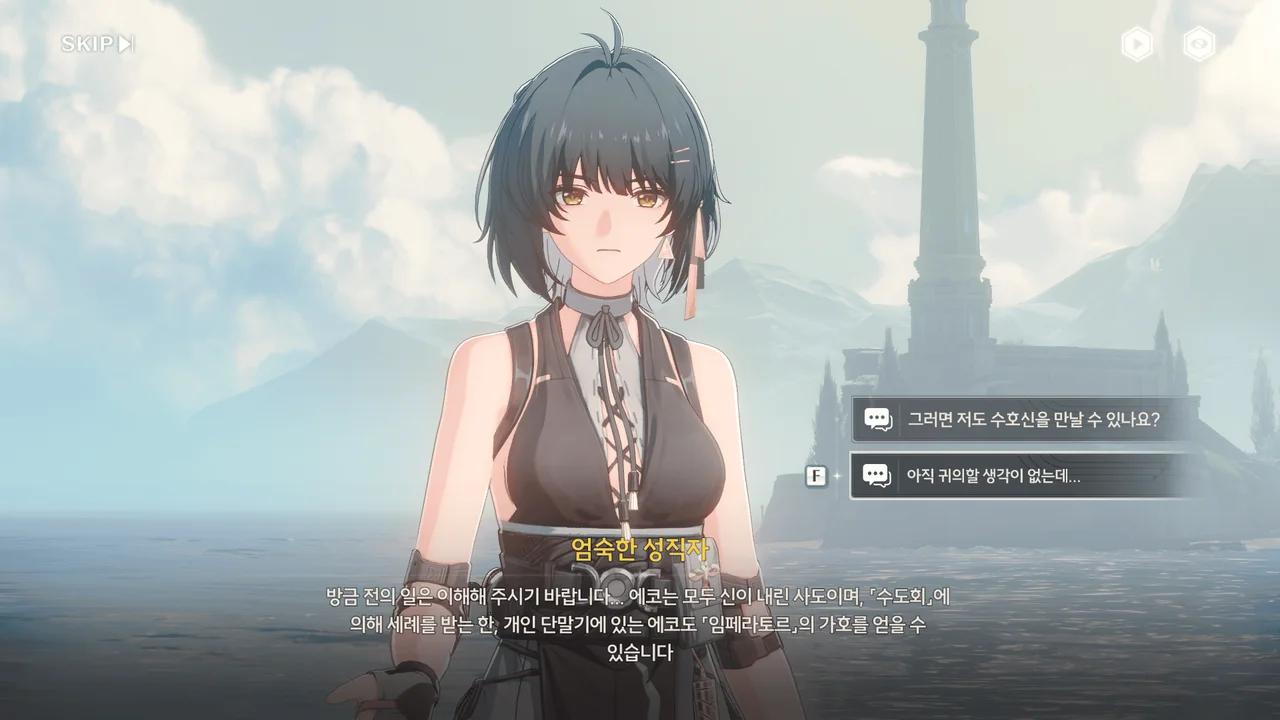 SKIP
그러면 저도 수호신을 만날 수 있나요?
F
아직 귀의할 생각이 없는데...
엄숙한 성직자
방금 전의 일은 이해해 주시기 바랍니다... 에코는 모두 신이 내린 사도이며, 「수도회」에
의해 세례를 받는 한, 개인 단말기에 있는 에코도 「임페라토르」의 가호를 얻을 수
있습니다